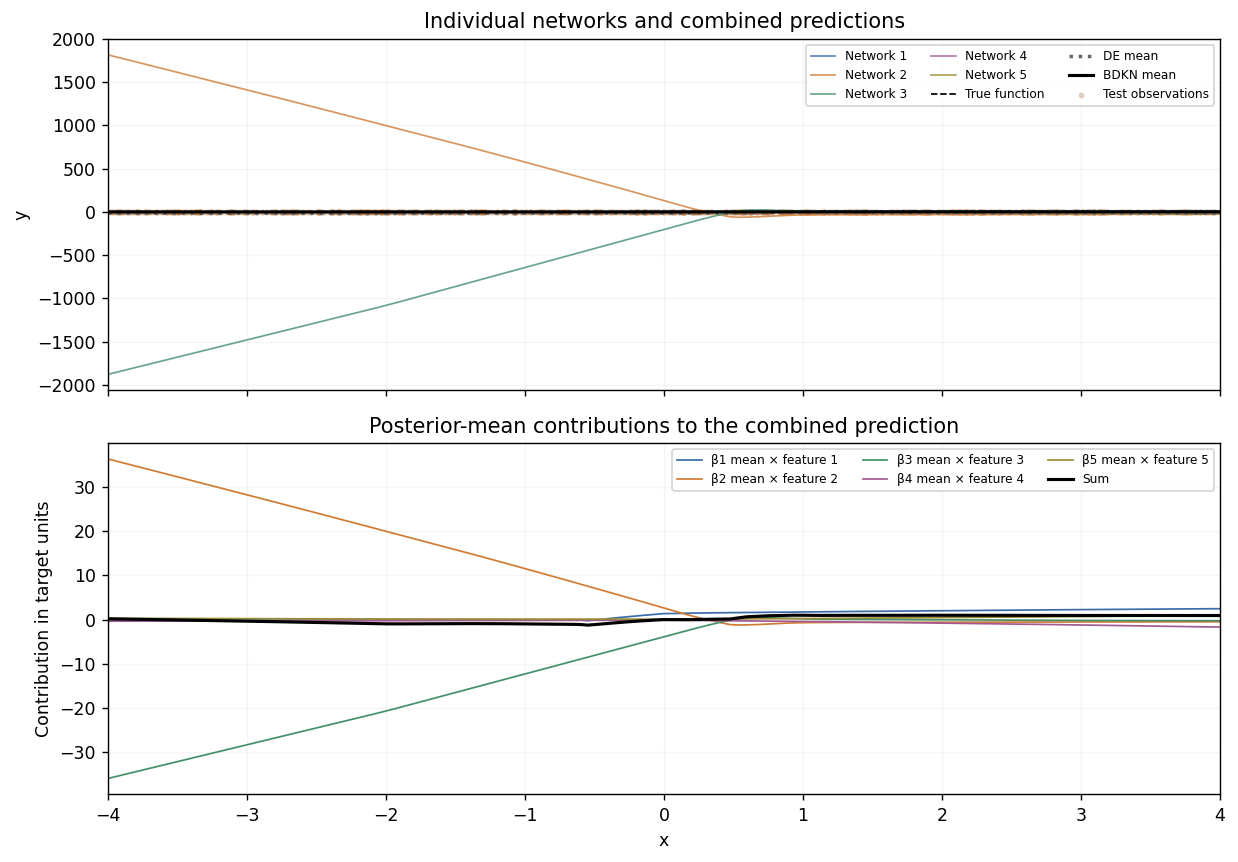 Individual networks and combined predictions
2000
1500
1000
500
0
−500
−1000
−1500
−2000
y
Network 1
Network 2
Network 3
Network 4
Network 5
True function
DE mean
BDKN mean
Test observations
Posterior-mean contributions to the combined prediction
30
20
10
0
−10
−20
−30
Contribution in target units
β1 mean × feature 1
β2 mean × feature 2
β3 mean × feature 3
β4 mean × feature 4
β5 mean × feature 5
Sum
−4 −3 −2 −1 0 1 2 3 4
x